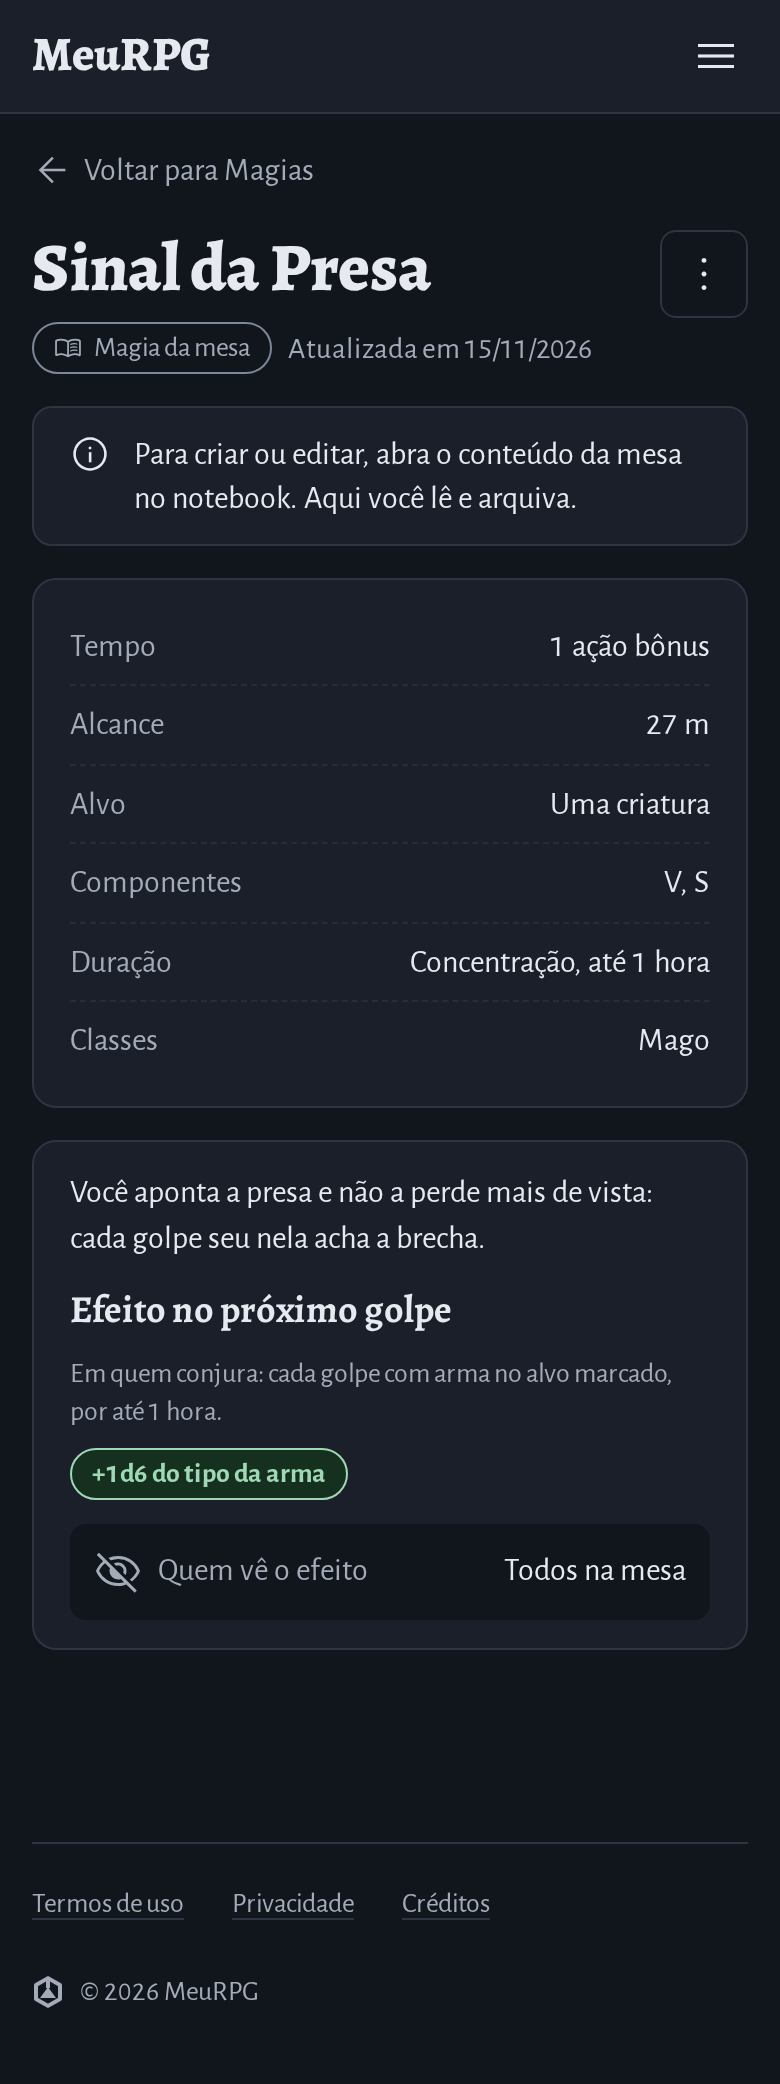 MeuRPG
Voltar para Magias
Sinal da Presa
Magia da mesa
Atualizada em 15/11/2026
Para criar ou editar, abra o conteúdo da mesa
no notebook. Aqui você lê e arquiva.
Tempo
1 ação bônus
Alcance
27 m
Alvo
Uma criatura
Componentes
V, S
Duração
Concentração, até 1 hora
Classes
Mago
Você aponta a presa e não a perde mais de vista:
cada golpe seu nela acha a brecha.
Efeito no próximo golpe
Em quem conjura: cada golpe com arma no alvo marcado,
por até 1 hora.
+1d6 do tipo da arma
Quem vê o efeito
Todos na mesa
Termos de uso
Privacidade
Créditos
© 2026 MeuRPG